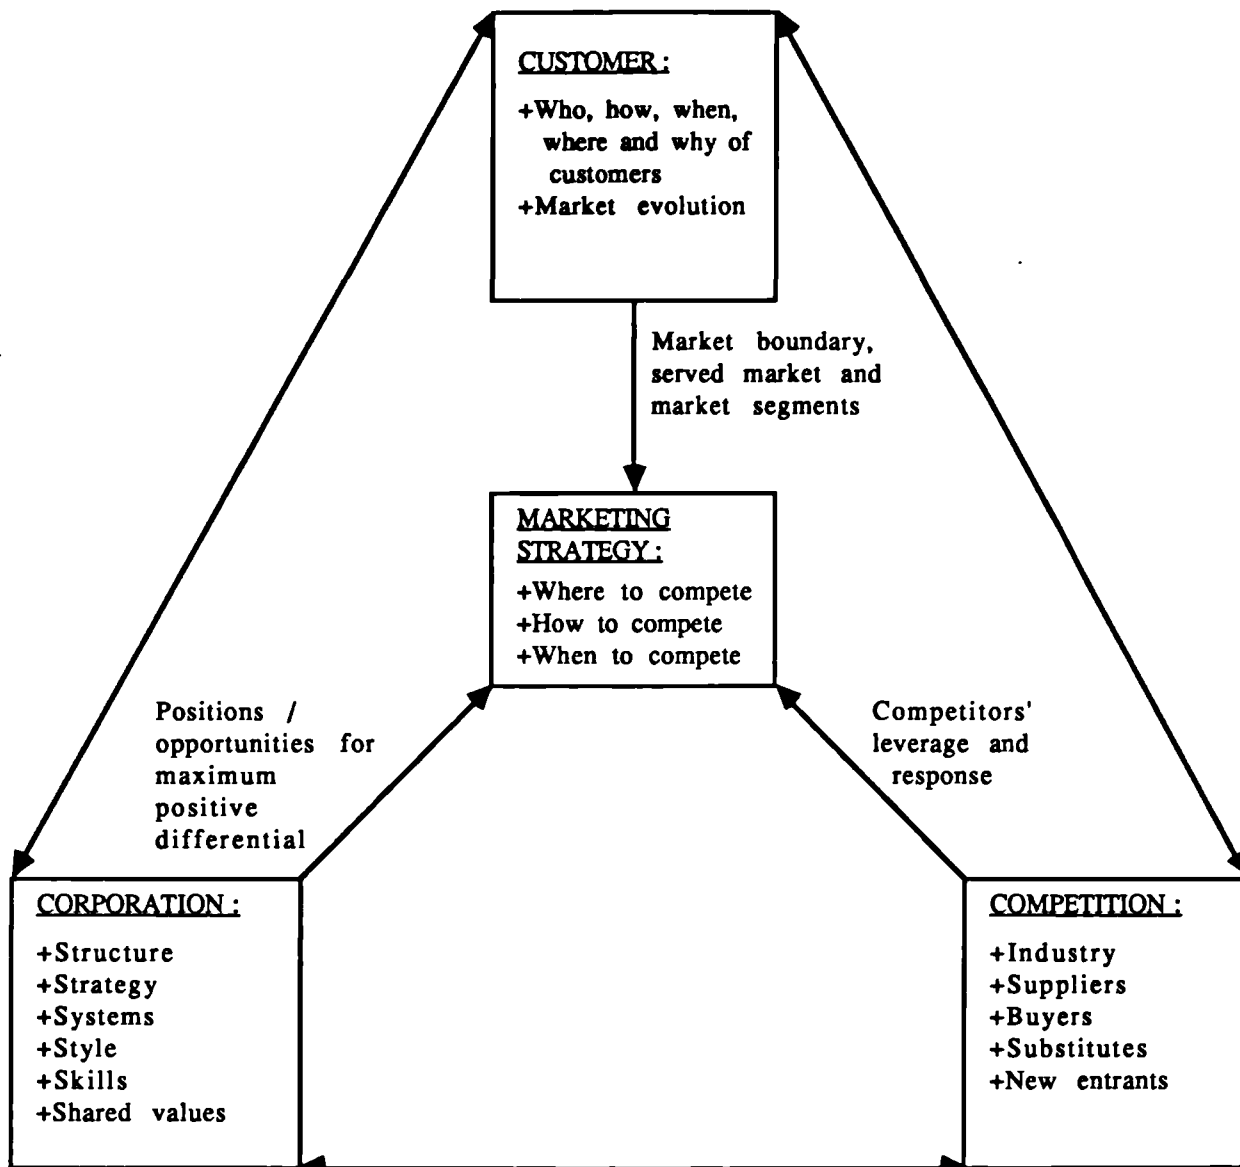 CUSTOMER :
+Who, how, when,
where and why of
customers
+Market evolution
Market boundary,
served market and
market segments
MARKETING
STRATEGY :
+Where to compete
+How to compete
+When to compete
Positions /
opportunities for
maximum
positive
differential
Competitors'
leverage and
response
CORPORATION :
+Structure
+Strategy
+Systems
+Style
+Skills
+Shared values
COMPETITION :
+Industry
+Suppliers
+Buyers
+Substitutes
+New entrants